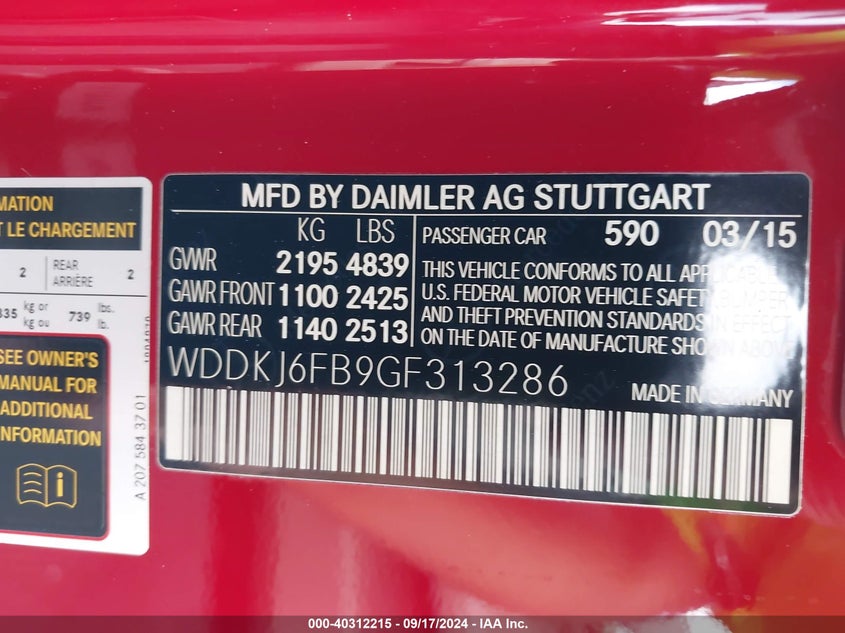 MATION
T LE CHARGEMENT
2 REAR ARRIÈRE 2
335 kg or kg ou 739 lbs. lb.
SEE OWNER'S
MANUAL FOR
ADDITIONAL
INFORMATION
A 207 584 37 01
MFD BY DAIMLER AG STUTTGART
KG LBS
GVWR 2195 4839
GAWR FRONT 1100 2425
GAWR REAR 1140 2513
PASSENGER CAR 590 03/15
THIS VEHICLE CONFORMS TO ALL APPLICABLE
U.S. FEDERAL MOTOR VEHICLE SAFETY, BUMPER
AND THEFT PREVENTION STANDARDS IN EFFECT
ON THE DATE OF MANUFACTURE SHOWN ABOVE.
WDDKJ6FB9GF313286
MADE IN GERMANY
000-40312215 - 09/17/2024 - IAA Inc.